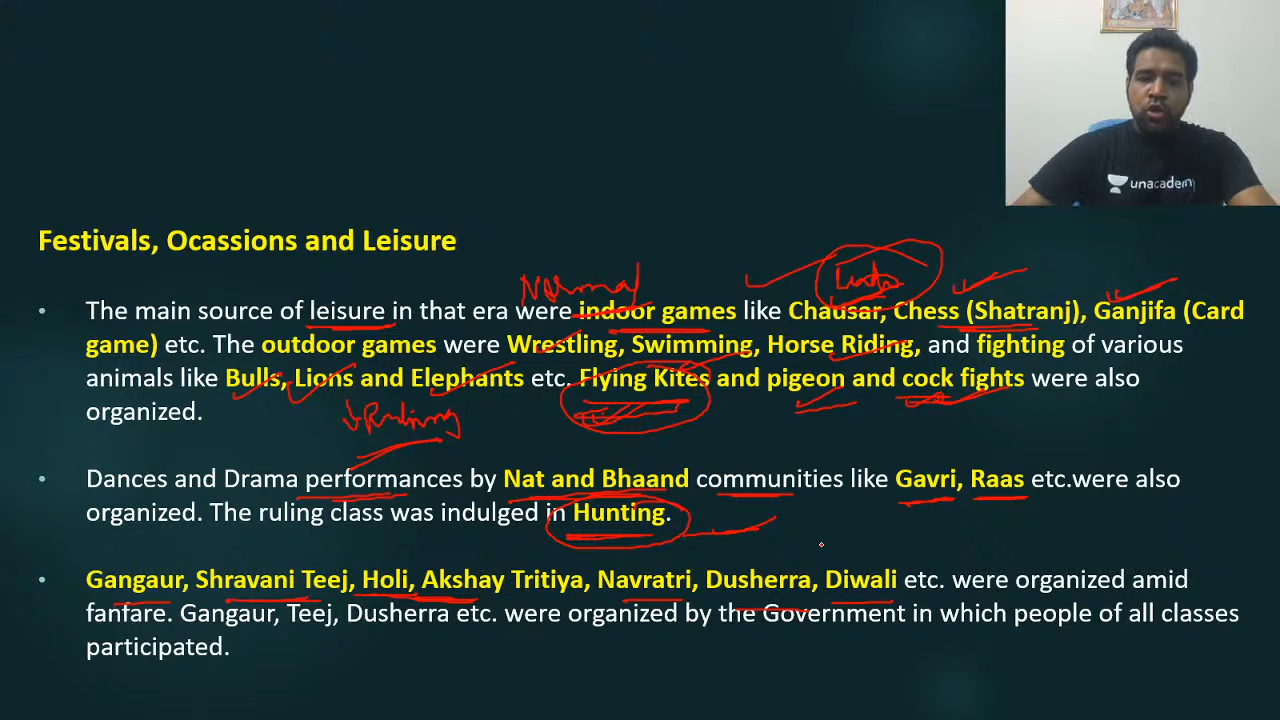 unacademy
Festivals, Ocassions and Leisure
Normal
Ludo
• The main source of leisure in that era were indoor games like Chausar, Chess (Shatranj), Ganjifa (Card
game) etc. The outdoor games were Wrestling, Swimming, Horse Riding, and fighting of various
animals like Bulls, Lions and Elephants etc. Flying Kites and pigeon and cock fights were also
organized.
Ruling
• Dances and Drama performances by Nat and Bhaand communities like Gavri, Raas etc.were also
organized. The ruling class was indulged in Hunting.
• Gangaur, Shravani Teej, Holi, Akshay Tritiya, Navratri, Dusherra, Diwali etc. were organized amid
fanfare. Gangaur, Teej, Dusherra etc. were organized by the Government in which people of all classes
participated.